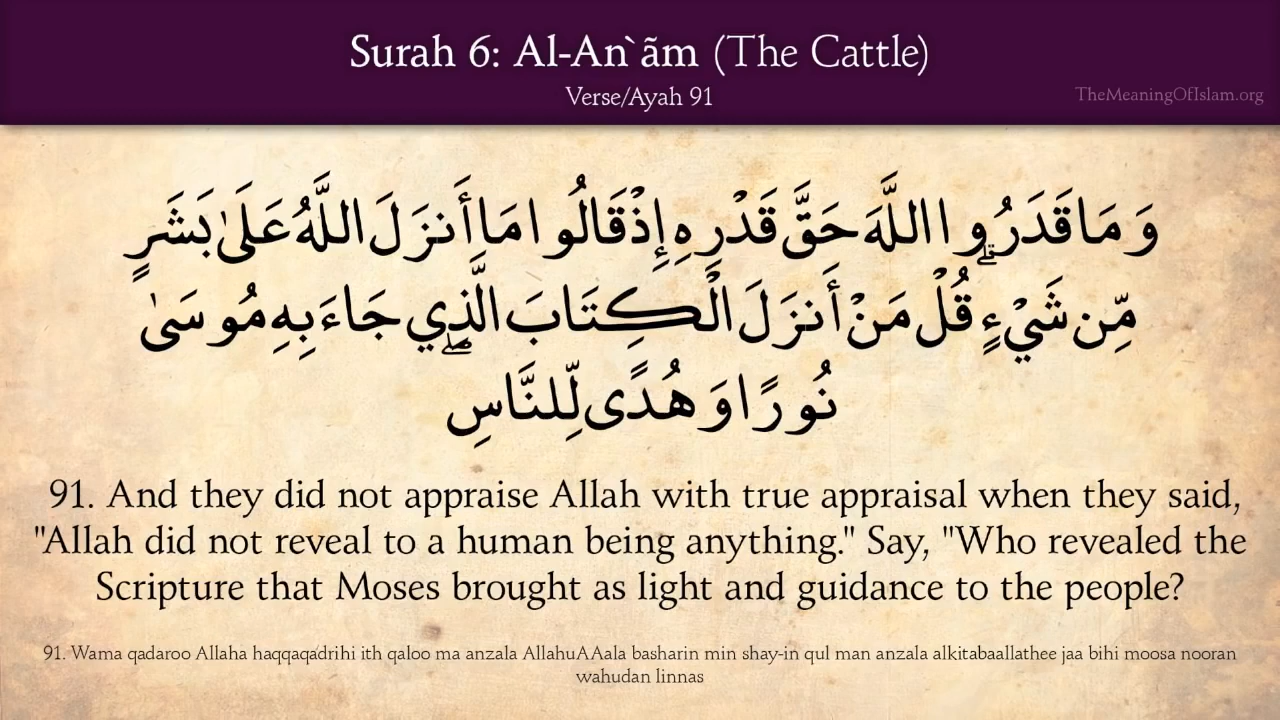 Surah 6: Al-An`ãm (The Cattle)
Verse/Ayah 91
TheMeaningOfIslam.org
وَمَا قَدَرُوا اللَّهَ حَقَّ قَدْرِهِ إِذْ قَالُوا مَا أَنزَلَ اللَّهُ عَلَىٰ بَشَرٍ
مِّن شَيْءٍ ۗ قُلْ مَنْ أَنزَلَ الْكِتَابَ الَّذِي جَاءَ بِهِ مُوسَىٰ
نُورًا وَهُدًى لِّلنَّاسِ ۖ
91. And they did not appraise Allah with true appraisal when they said,
"Allah did not reveal to a human being anything." Say, "Who revealed the
Scripture that Moses brought as light and guidance to the people?
91. Wama qadaroo Allaha haqqaqadrihi ith qaloo ma anzala AllahuAAala basharin min shay-in qul man anzala alkitabaallathee jaa bihi moosa nooran
wahudan linnas